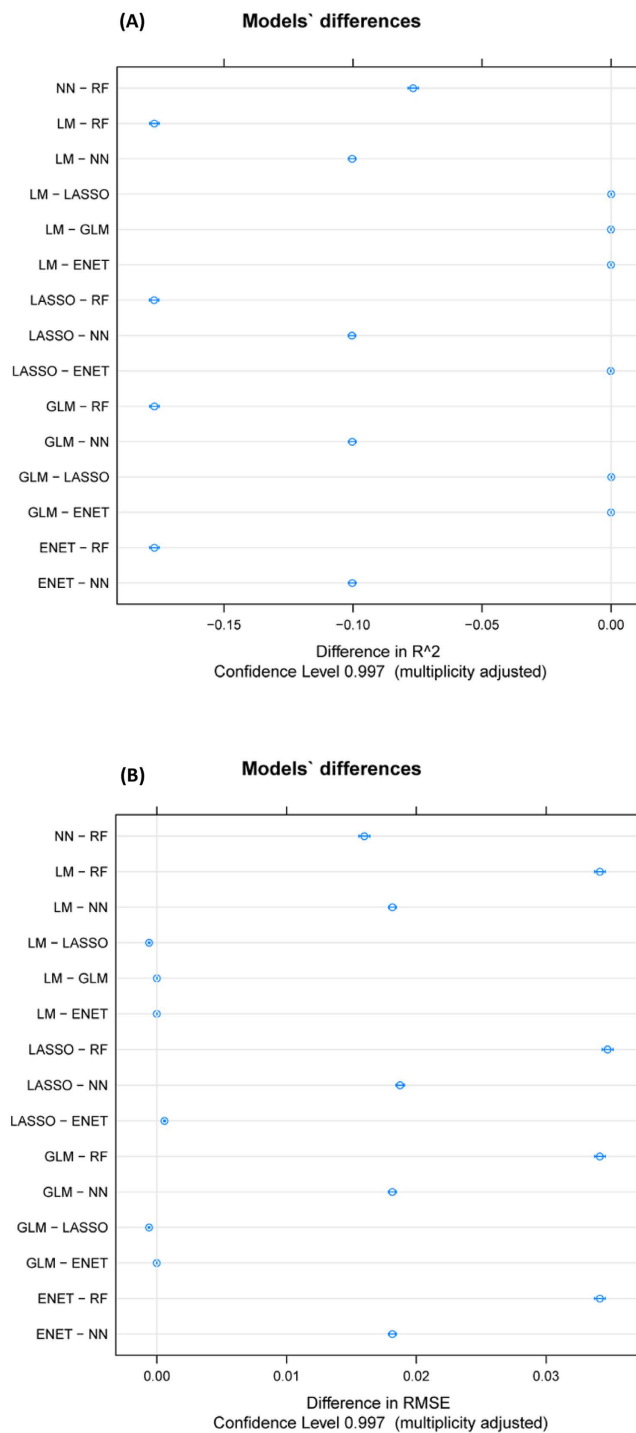 (A) Models` differences
NN − RF
LM − RF
LM − NN
LM − LASSO
LM − GLM
LM − ENET
LASSO − RF
LASSO − NN
LASSO − ENET
GLM − RF
GLM − NN
GLM − LASSO
GLM − ENET
ENET − RF
ENET − NN
−0.15 −0.10 −0.05 0.00
Difference in R^2
Confidence Level 0.997 (multiplicity adjusted)
(B) Models` differences
NN − RF
LM − RF
LM − NN
LM − LASSO
LM − GLM
LM − ENET
LASSO − RF
LASSO − NN
LASSO − ENET
GLM − RF
GLM − NN
GLM − LASSO
GLM − ENET
ENET − RF
ENET − NN
0.00 0.01 0.02 0.03
Difference in RMSE
Confidence Level 0.997 (multiplicity adjusted)